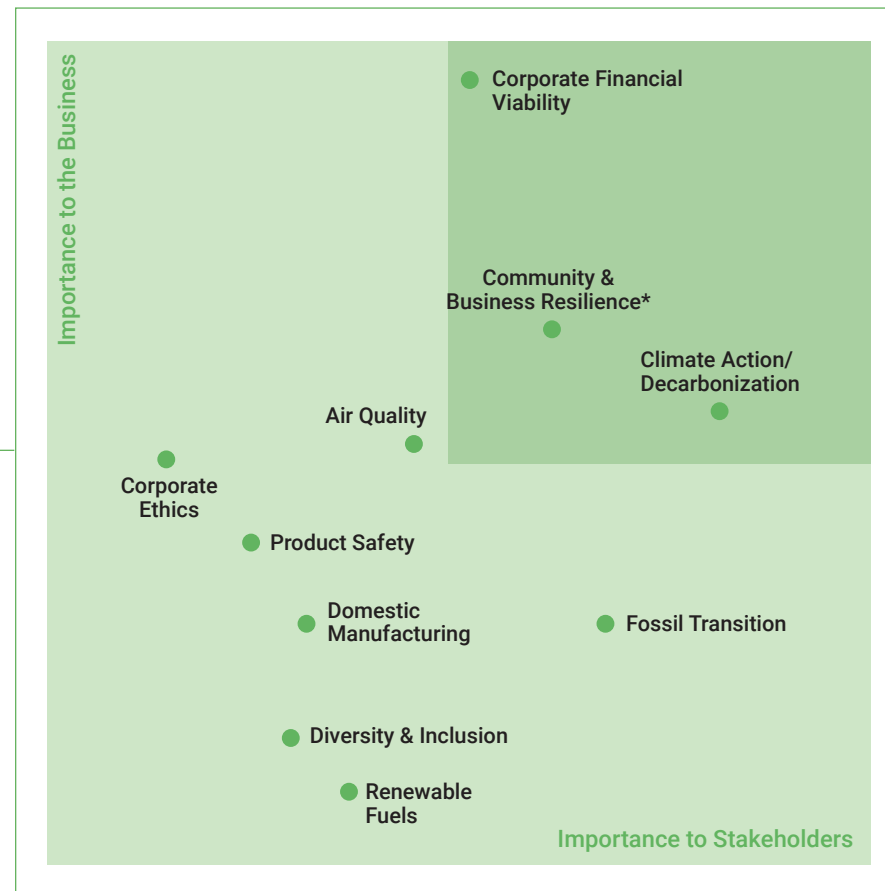 Importance to the Business
Corporate Financial
Viability
Community &
Business Resilience*
Climate Action/
Decarbonization
Air Quality
Corporate
Ethics
Product Safety
Domestic
Manufacturing
Fossil Transition
Diversity & Inclusion
Renewable
Fuels
Importance to Stakeholders